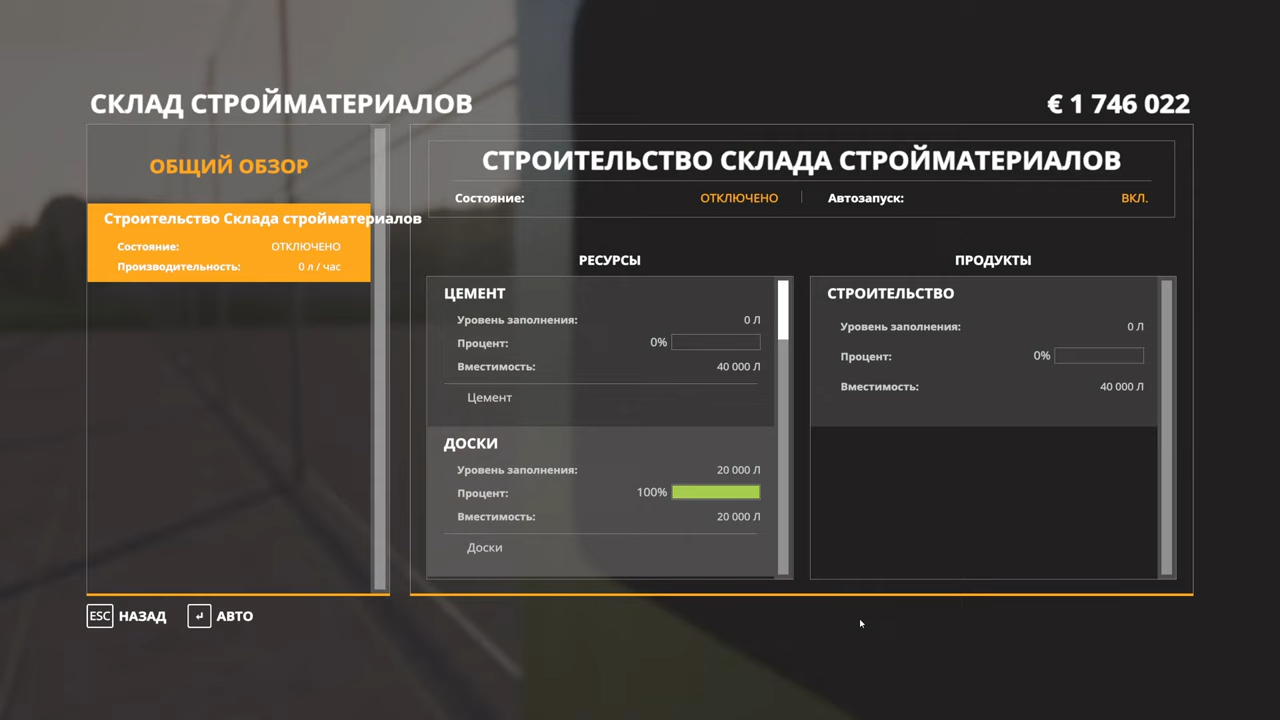 СКЛАД СТРОЙМАТЕРИАЛОВ
€ 1 746 022
ОБЩИЙ ОБЗОР
Строительство Склада стройматериалов
Состояние: ОТКЛЮЧЕНО
Производительность: 0 л / час
СТРОИТЕЛЬСТВО СКЛАДА СТРОЙМАТЕРИАЛОВ
Состояние: ОТКЛЮЧЕНО Автозапуск: ВКЛ.
РЕСУРСЫ
ЦЕМЕНТ
Уровень заполнения: 0 Л
Процент: 0%
Вместимость: 40 000 Л
Цемент
ДОСКИ
Уровень заполнения: 20 000 Л
Процент: 100%
Вместимость: 20 000 Л
Доски
ПРОДУКТЫ
СТРОИТЕЛЬСТВО
Уровень заполнения: 0 Л
Процент: 0%
Вместимость: 40 000 Л
ESC НАЗАД ↵ АВТО